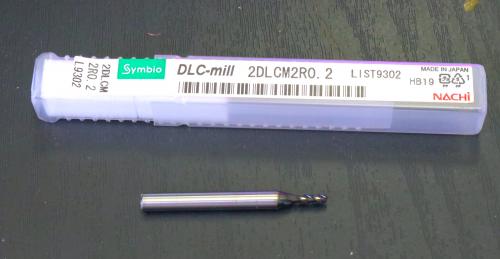 2DLCM
2R0.2
L9302
Symbio
DLC-mill 2DLCM2R0.2 LIST9302
MADE IN JAPAN
HB19
NACHi